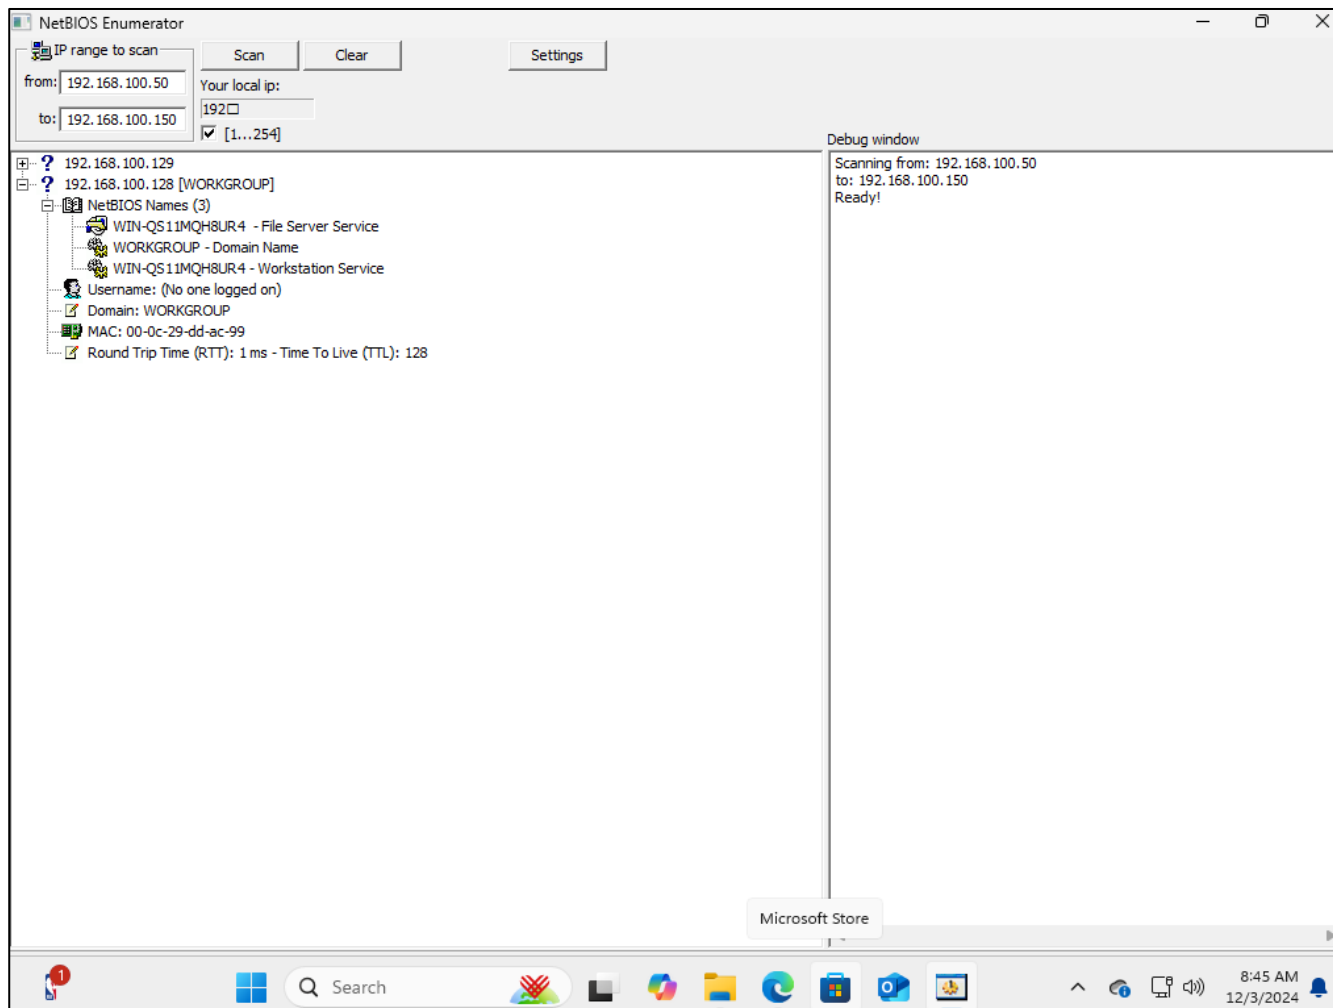 NetBIOS Enumerator
IP range to scan
Scan
Clear
Settings
from: 192.168.100.50
Your local ip:
192□
to: 192.168.100.150
[1...254]
Debug window
192.168.100.129
192.168.100.128 [WORKGROUP]
NetBIOS Names (3)
WIN-QS11MQH8UR4 - File Server Service
WORKGROUP - Domain Name
WIN-QS11MQH8UR4 - Workstation Service
Username: (No one logged on)
Domain: WORKGROUP
MAC: 00-0c-29-dd-ac-99
Round Trip Time (RTT): 1 ms - Time To Live (TTL): 128
Scanning from: 192.168.100.50
to: 192.168.100.150
Ready!
Microsoft Store
1
Search
8:45 AM
12/3/2024